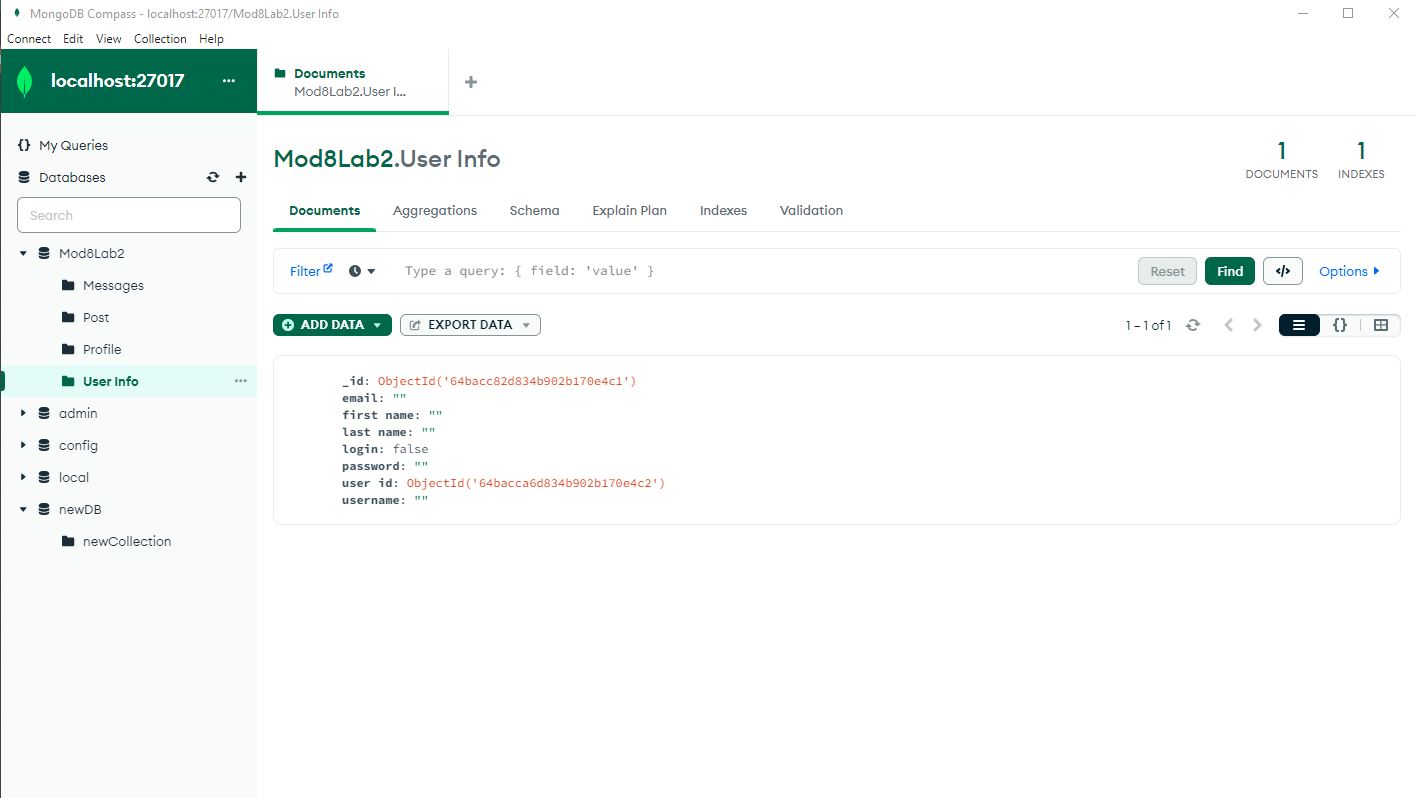 MongoDB Compass - localhost:27017/Mod8Lab2.User Info
Connect Edit View Collection Help
localhost:27017 ...
Documents
Mod8Lab2.User I...
{} My Queries
Databases
Search
Mod8Lab2
Messages
Post
Profile
User Info ...
admin
config
local
newDB
newCollection
Mod8Lab2.User Info
1 DOCUMENTS
1 INDEXES
Documents Aggregations Schema Explain Plan Indexes Validation
Filter Type a query: { field: 'value' } Reset Find </> Options
ADD DATA EXPORT DATA 1 – 1 of 1 {}
_id: ObjectId('64bacc82d834b902b170e4c1')
email: ""
first name: ""
last name: ""
login: false
password: ""
user id: ObjectId('64bacca6d834b902b170e4c2')
username: ""